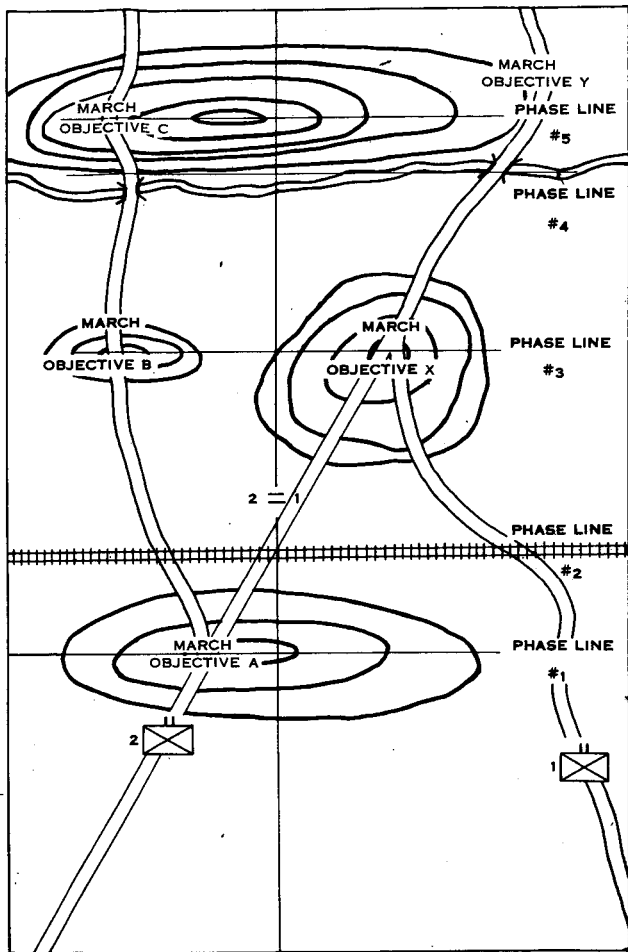 MARCH
OBJECTIVE Y
MARCH
OBJECTIVE C
PHASE LINE
#5
PHASE LINE
#4
MARCH
OBJECTIVE B
MARCH
OBJECTIVE X
PHASE LINE
#3
2 1
PHASE LINE
#2
MARCH
OBJECTIVE A
PHASE LINE
#1
2
1